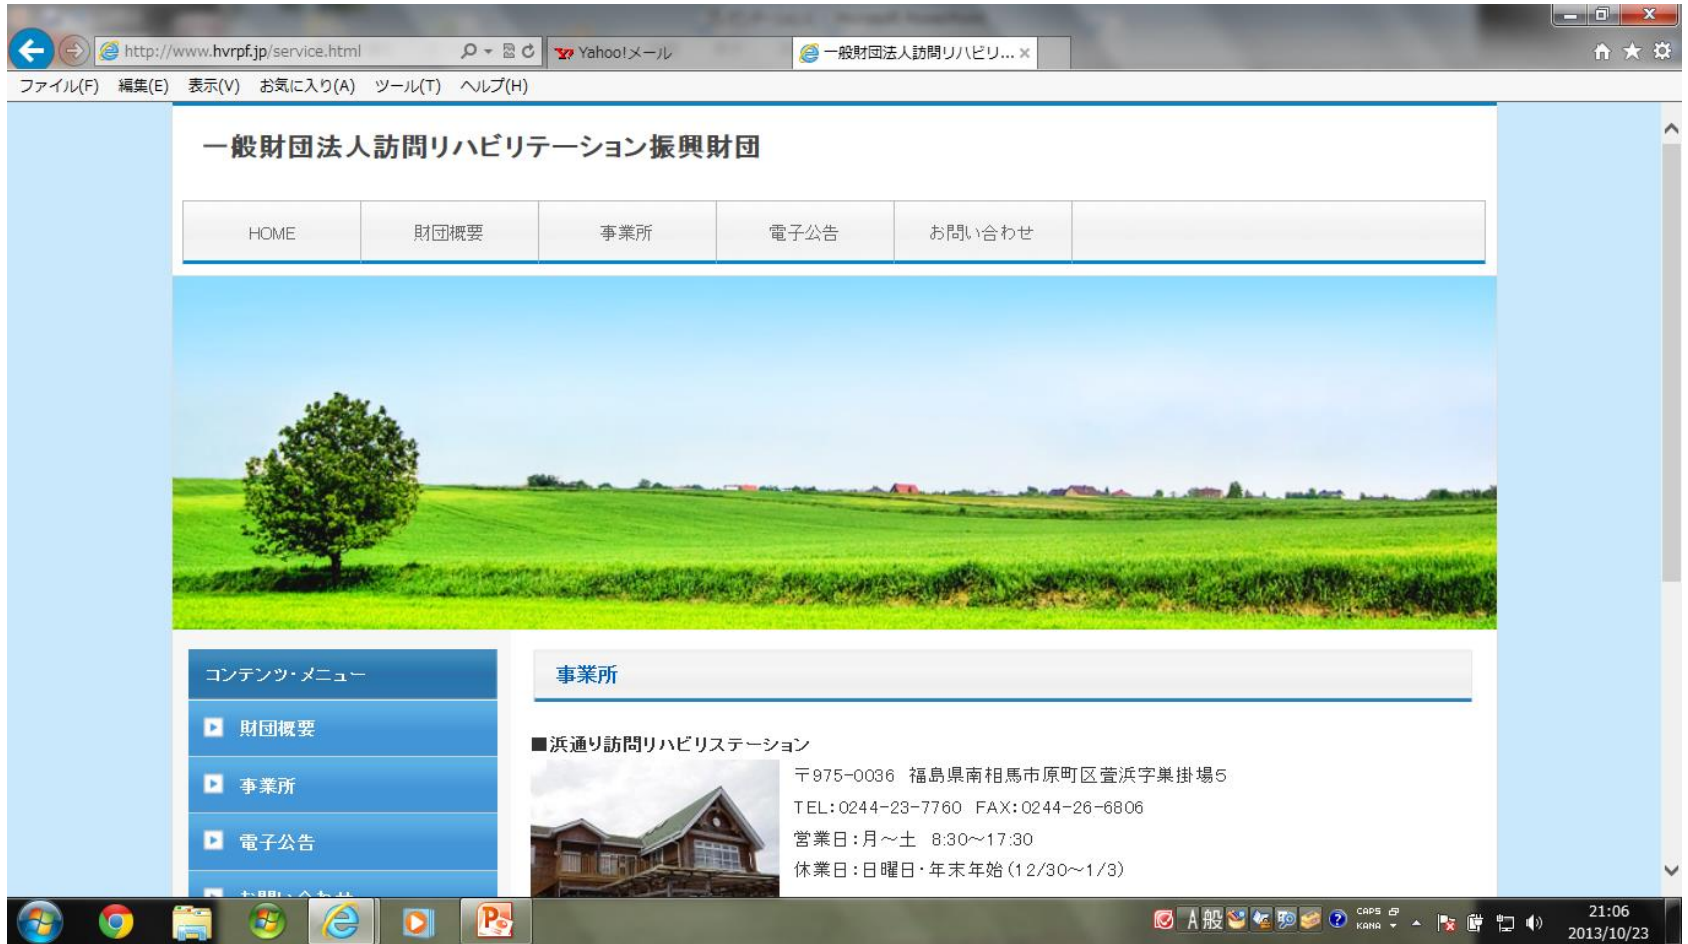 http://www.hvrpf.jp/service.html
Yahoo!メール
一般財団法人訪問リハビリ...
ファイル(F) 編集(E) 表示(V) お気に入り(A) ツール(T) ヘルプ(H)
一般財団法人訪問リハビリテーション振興財団
HOME 財団概要 事業所 電子公告 お問い合わせ
コンテンツ・メニュー
財団概要
事業所
電子公告
事業所
■浜通り訪問リハビリステーション
〒975-0036 福島県南相馬市原町区萱浜字巣掛場5
TEL:0244-23-7760 FAX:0244-26-6806
営業日:月～土 8:30～17:30
休業日:日曜日・年末年始(12/30～1/3)
A 般
CAPS
KANA
21:06
2013/10/23